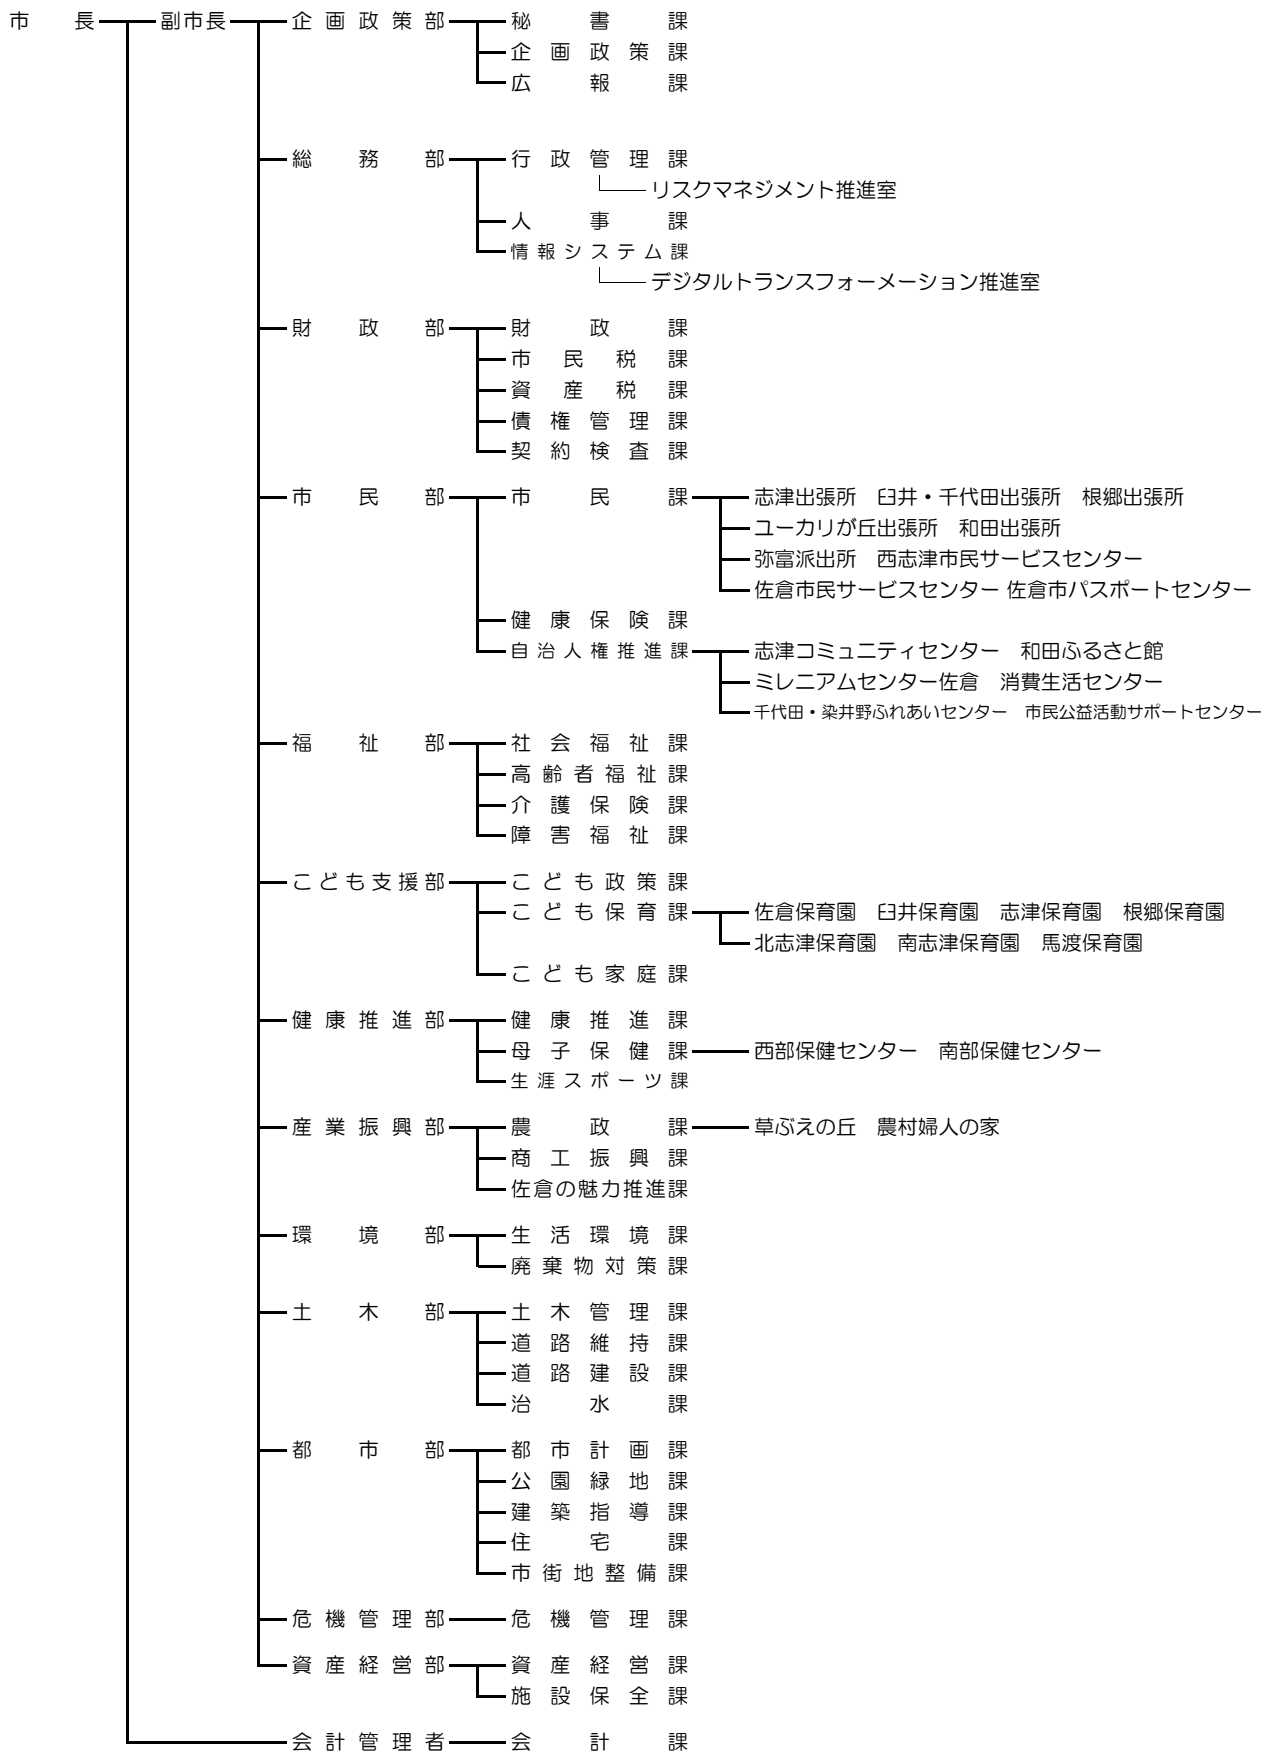 市長 副市長 企画政策部 秘書課
企画政策課
広報課
総務部 行政管理課
リスクマネジメント推進室
人事課
情報システム課
デジタルトランスフォーメーション推進室
財政部 財政課
市民税課
資産税課
債権管理課
契約検査課
市民部 市民課 志津出張所 臼井・千代田出張所 根郷出張所
ユーカリが丘出張所 和田出張所
弥富派出所 西志津市民サービスセンター
佐倉市民サービスセンター 佐倉市パスポートセンター
健康保険課
自治人権推進課 志津コミュニティセンター 和田ふるさと館
ミレニアムセンター佐倉 消費生活センター
千代田・染井野ふれあいセンター 市民公益活動サポートセンター
福祉部 社会福祉課
高齢者福祉課
介護保険課
障害福祉課
こども支援部 こども政策課
こども保育課 佐倉保育園 臼井保育園 志津保育園 根郷保育園
北志津保育園 南志津保育園 馬渡保育園
こども家庭課
健康推進部 健康推進課
母子保健課 西部保健センター 南部保健センター
生涯スポーツ課
産業振興部 農政課 草ぶえの丘 農村婦人の家
商工振興課
佐倉の魅力推進課
環境部 生活環境課
廃棄物対策課
土木部 土木管理課
道路維持課
道路建設課
治水課
都市部 都市計画課
公園緑地課
建築指導課
住宅課
市街地整備課
危機管理部 危機管理課
資産経営部 資産経営課
施設保全課
会計管理者 会計課